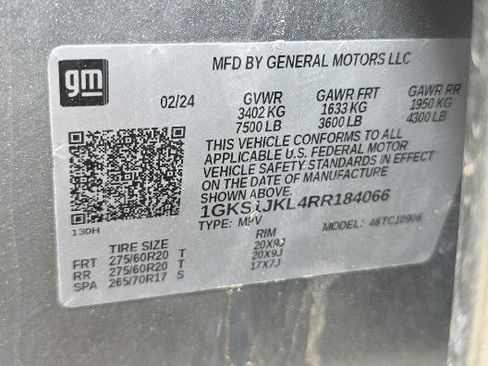 gm
MFD BY GENERAL MOTORS LLC
02/24 GVWR GAWR FRT GAWR RR
3402 KG 1633 KG 1950 KG
7500 LB 3600 LB 4300 LB
THIS VEHICLE CONFORMS TO ALL
APPLICABLE U.S. FEDERAL MOTOR
VEHICLE SAFETY STANDARDS IN EFFECT
ON THE DATE OF MANUFACTURE
SHOWN ABOVE.
1GKS1JKL4RR184066
130H TYPE: MPV MODEL:
TIRE SIZE RIM
FRT 275/60R20 T 20X9J
RR 275/60R20 T 20X9J
SPA 265/70R17 S 17X7J